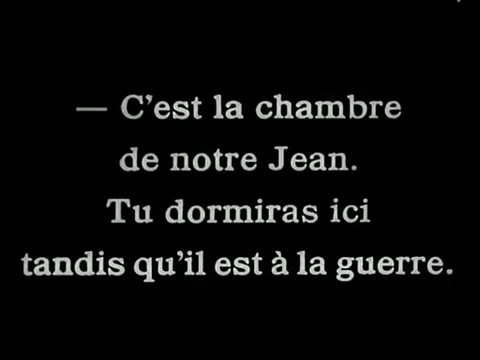 — C'est la chambre
de notre Jean.
Tu dormiras ici
tandis qu'il est à la guerre.